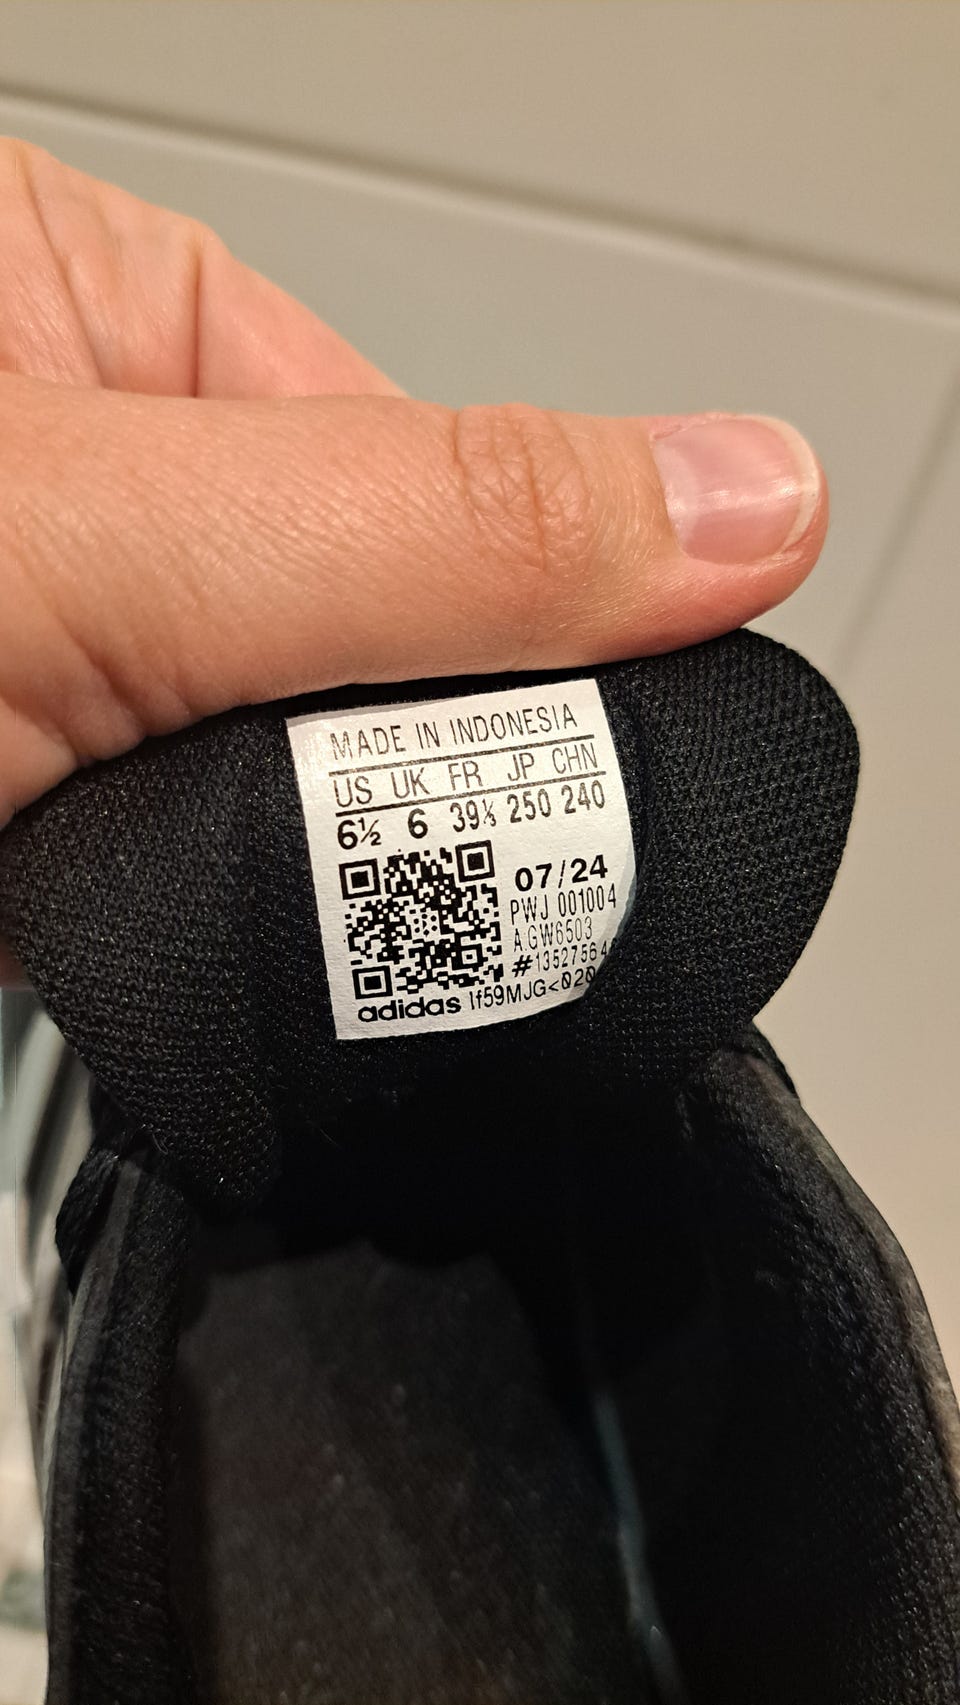 MADE IN INDONESIA
US UK FR JP CHN
6½ 6 39⅓ 250 240
07/24
PWJ 001004
A.GW6503
adidas